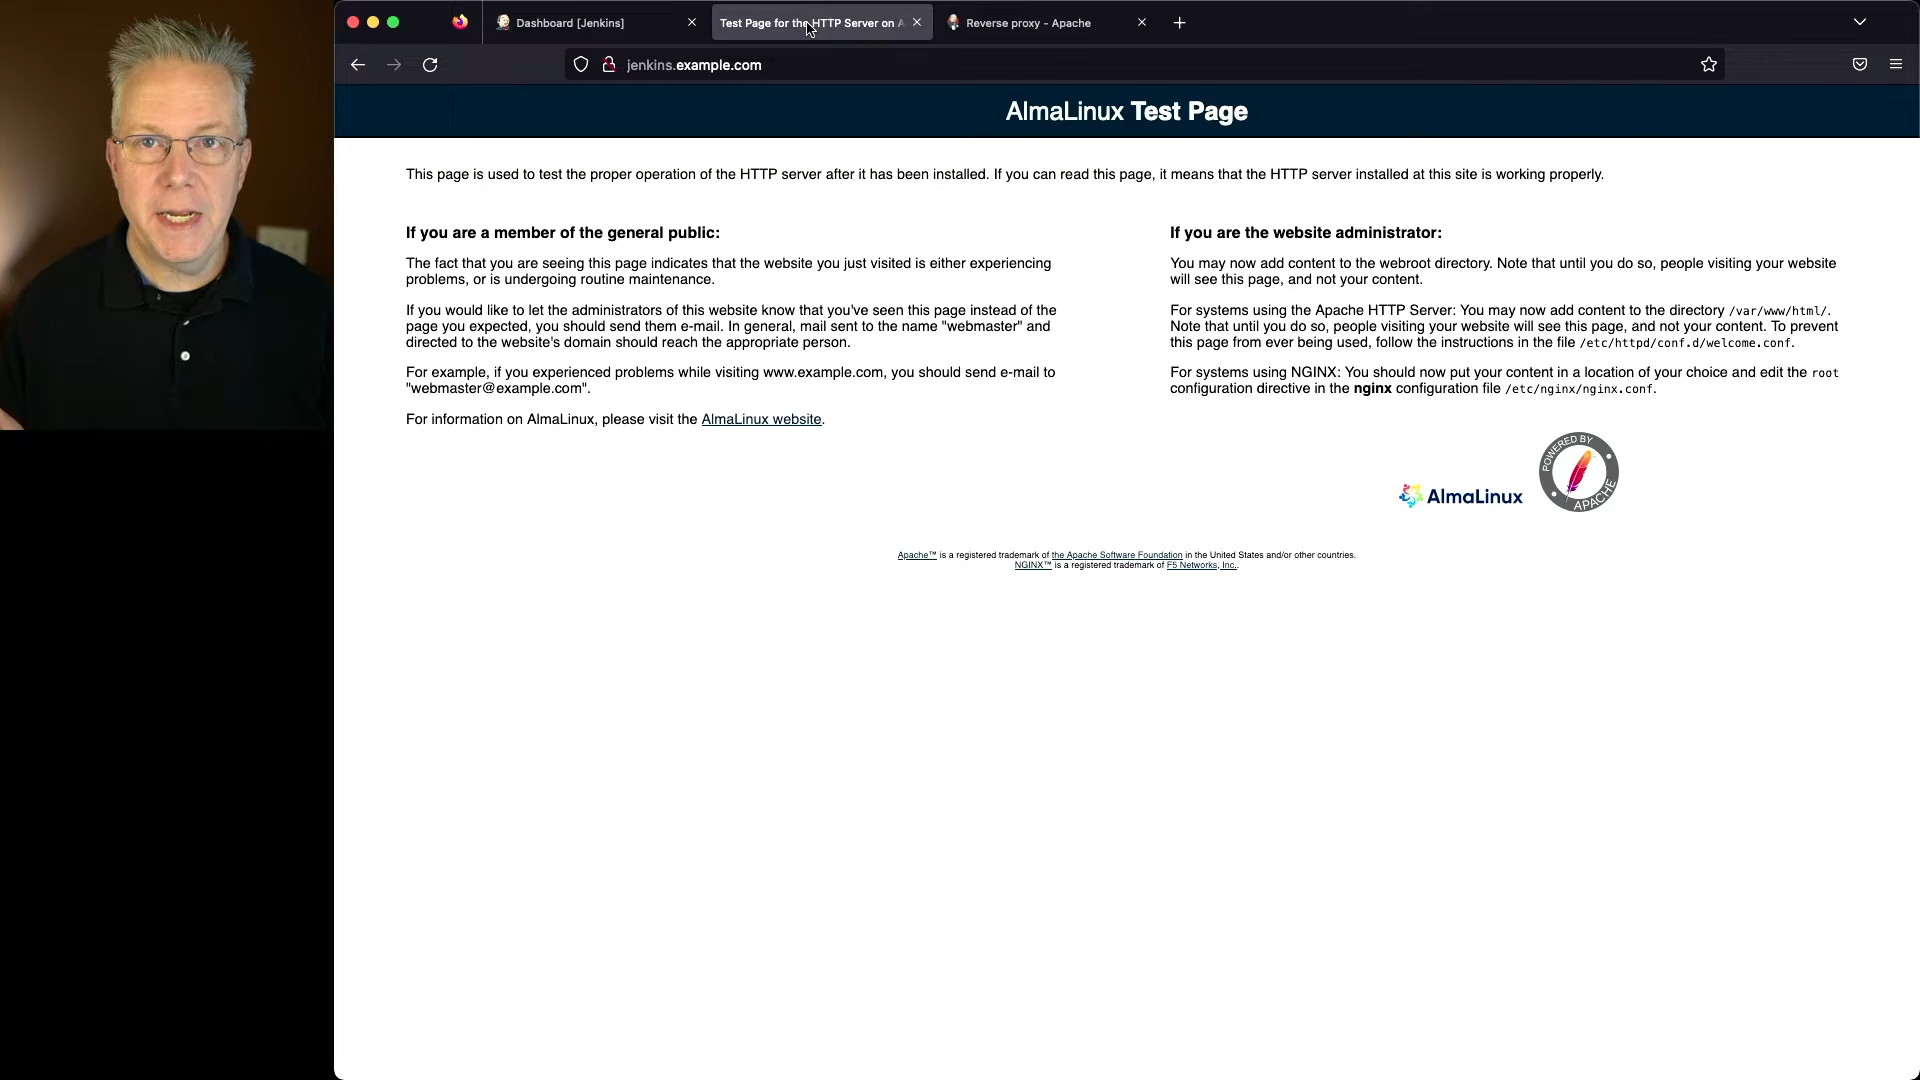 Dashboard [Jenkins]
Test Page for the HTTP Server on A
Reverse proxy - Apache
jenkins.example.com
AlmaLinux Test Page
This page is used to test the proper operation of the HTTP server after it has been installed. If you can read this page, it means that the HTTP server installed at this site is working properly.
If you are a member of the general public:
The fact that you are seeing this page indicates that the website you just visited is either experiencing
problems, or is undergoing routine maintenance.
If you would like to let the administrators of this website know that you've seen this page instead of the
page you expected, you should send them e-mail. In general, mail sent to the name "webmaster" and
directed to the website's domain should reach the appropriate person.
For example, if you experienced problems while visiting www.example.com, you should send e-mail to
"webmaster@example.com".
For information on AlmaLinux, please visit the AlmaLinux website.
If you are the website administrator:
You may now add content to the webroot directory. Note that until you do so, people visiting your website
will see this page, and not your content.
For systems using the Apache HTTP Server: You may now add content to the directory /var/www/html/.
Note that until you do so, people visiting your website will see this page, and not your content. To prevent
this page from ever being used, follow the instructions in the file /etc/httpd/conf.d/welcome.conf.
For systems using NGINX: You should now put your content in a location of your choice and edit the root
configuration directive in the nginx configuration file /etc/nginx/nginx.conf.
AlmaLinux
POWERED BY
APACHE
Apache™ is a registered trademark of the Apache Software Foundation in the United States and/or other countries.
NGINX™ is a registered trademark of F5 Networks, Inc..